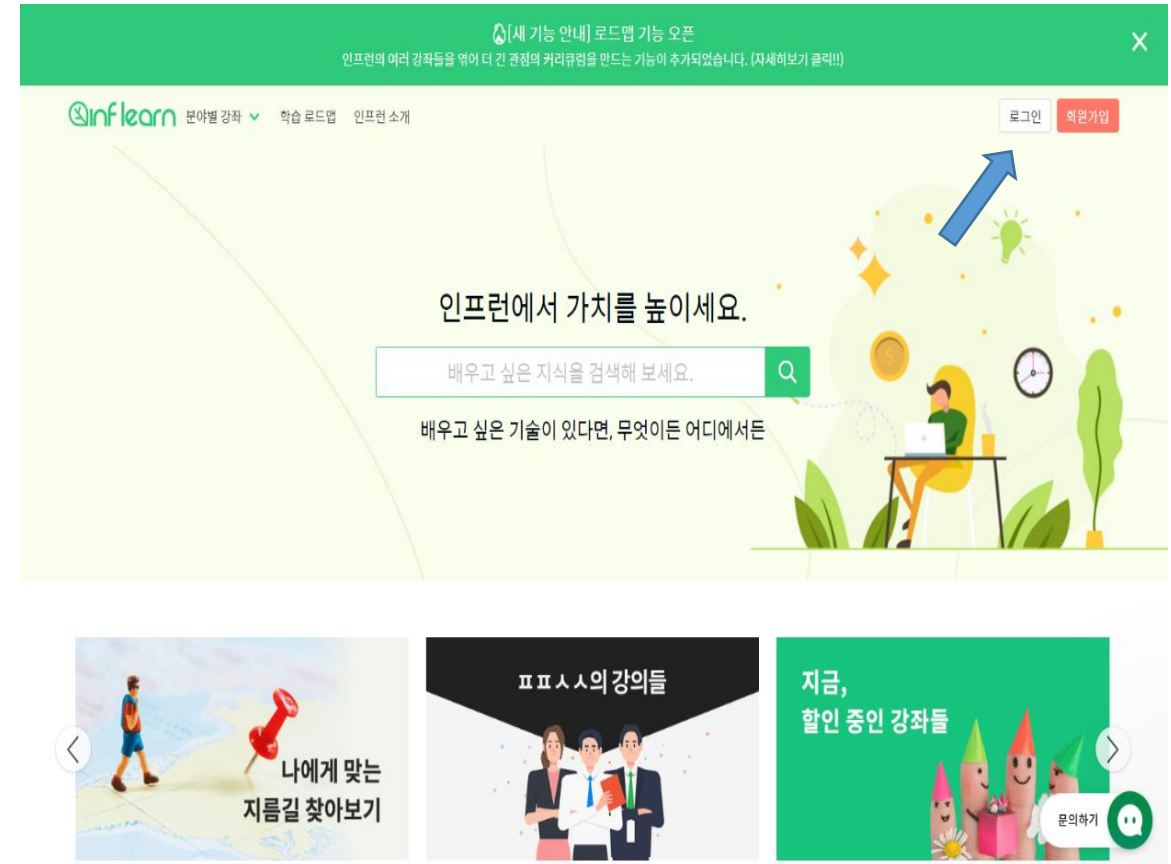 [새 기능 안내] 로드맵 기능 오픈
인프런의 여러 강좌들을 엮어 더 긴 관점의 커리큐럼을 만드는 기능이 추가되었습니다. (자세히보기 클릭!!)
inflearn 분야별 강좌 학습 로드맵 인프런 소개 로그인 회원가입
인프런에서 가치를 높이세요.
배우고 싶은 지식을 검색해 보세요.
배우고 싶은 기술이 있다면, 무엇이든 어디에서든
나에게 맞는
지름길 찾아보기
ㅍㅍㅅㅅ의 강의들
지금,
할인 중인 강좌들
문의하기